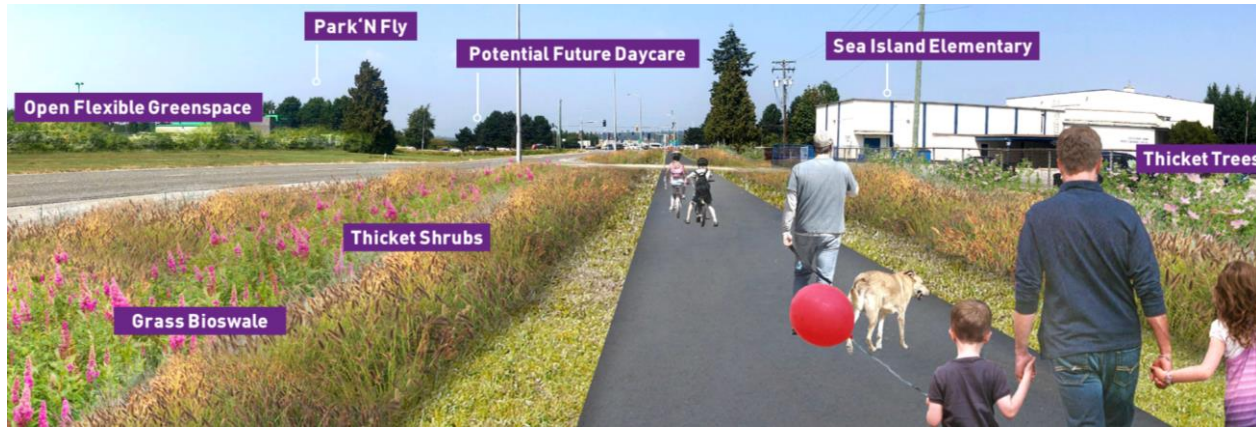 Park'N Fly
Potential Future Daycare
Sea Island Elementary
Open Flexible Greenspace
Thicket Trees
Thicket Shrubs
Grass Bioswale